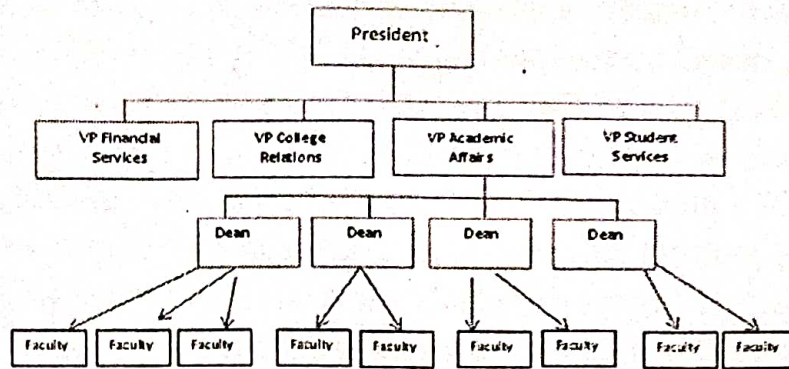 President
VP Financial
Services
VP College
Relations
VP Academic
Affairs
VP Student
Services
Dean
Dean
Dean
Dean
Faculty
Faculty
Faculty
Faculty
Faculty
Faculty
Faculty
Faculty
Faculty